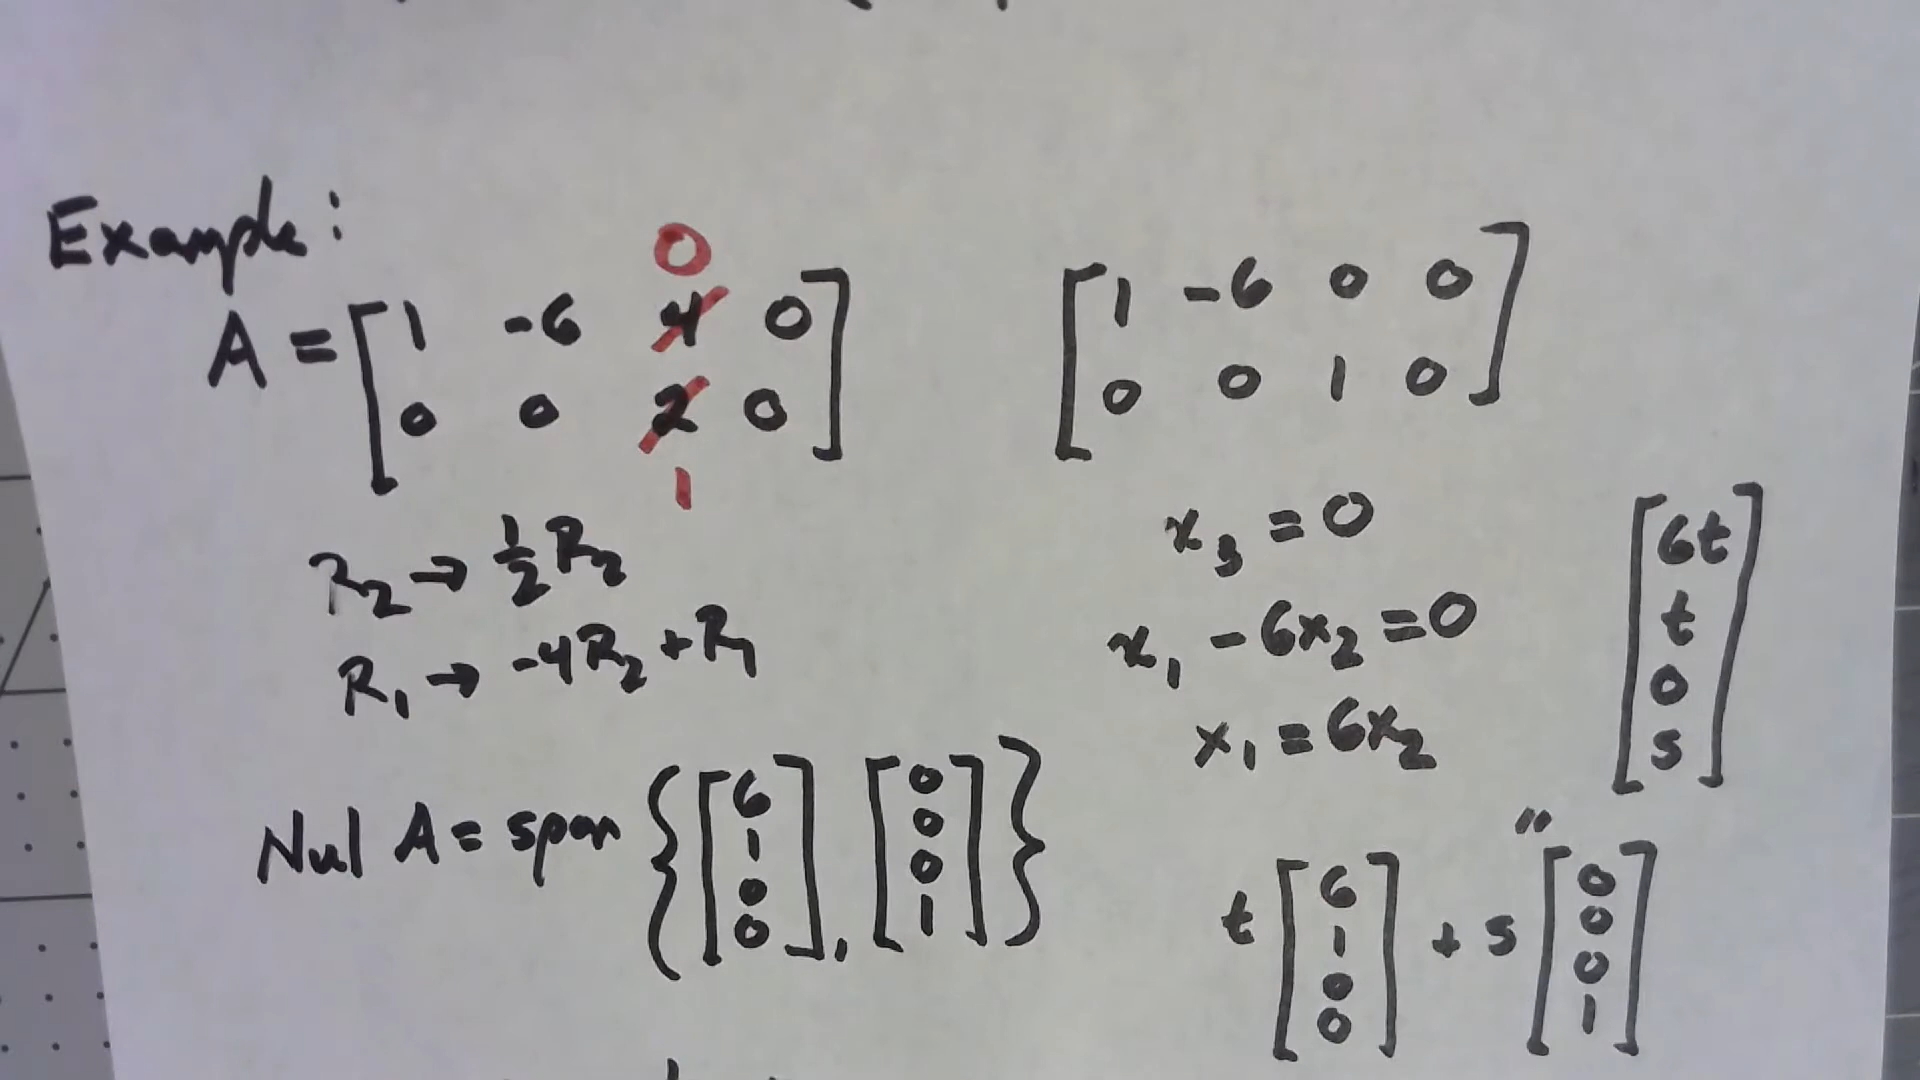 Example:
0
A = [1 -6 4 0
0 0 2 0]
1
[1 -6 0 0
0 0 1 0]
R₂ → ½R₂
R₁ → -4R₂ + R₁
x₃ = 0
x₁ - 6x₂ = 0
x₁ = 6x₂
[6t
t
0
s]
"
t [6 1 0 0] + s [0 0 0 1]
Nul A = span { [6 1 0 0], [0 0 0 1] }